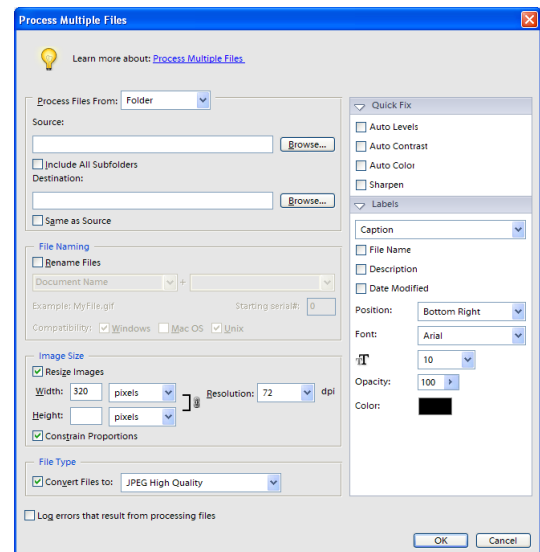 Process Multiple Files
Learn more about: Process Multiple Files
Process Files From: Folder
Source:
Browse...
Include All Subfolders
Destination:
Browse...
Same as Source
File Naming
Rename Files
Document Name +
Example: MyFile.gif Starting serial#: 0
Compatibility: Windows Mac OS Unix
Image Size
Resize Images
Width: 320 pixels Resolution: 72 dpi
Height: pixels
Constrain Proportions
File Type
Convert Files to: JPEG High Quality
Log errors that result from processing files
Quick Fix
Auto Levels
Auto Contrast
Auto Color
Sharpen
Labels
Caption
File Name
Description
Date Modified
Position: Bottom Right
Font: Arial
TT 10
Opacity: 100
Color:
OK Cancel